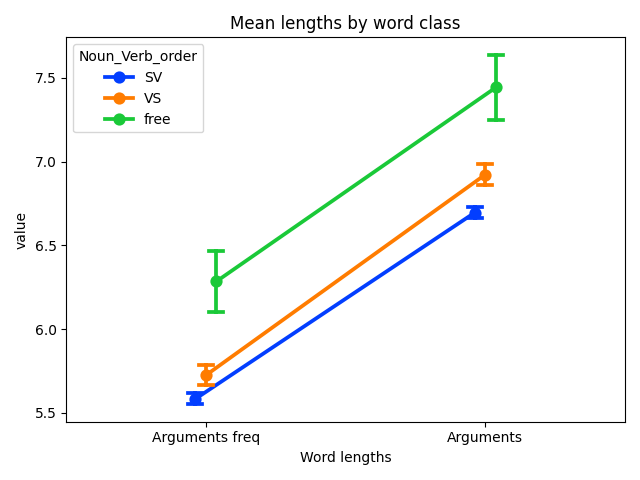 Mean lengths by word class
Noun_Verb_order
SV
VS
free
value
7.5
7.0
6.5
6.0
5.5
Arguments freq
Arguments
Word lengths